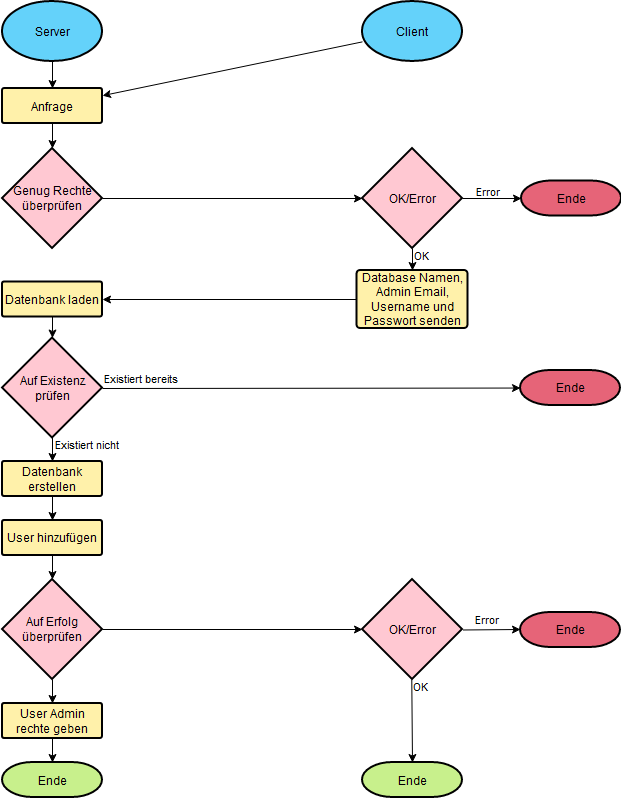 Server
Client
Anfrage
Genug Rechte
überprüfen
OK/Error
Error
Ende
OK
Database Namen,
Admin Email,
Username und
Passwort senden
Datenbank laden
Auf Existenz
prüfen
Existiert bereits
Ende
Existiert nicht
Datenbank
erstellen
User hinzufügen
Auf Erfolg
überprüfen
OK/Error
Error
Ende
OK
User Admin
rechte geben
Ende
Ende